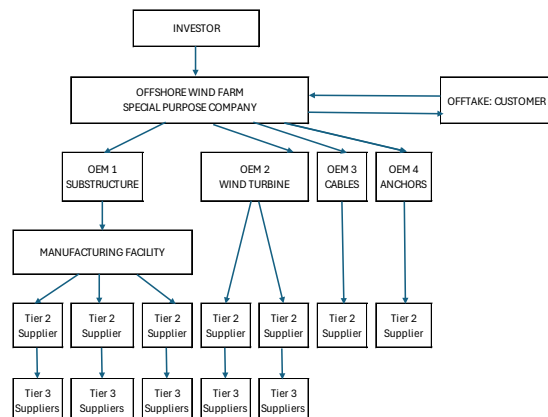 INVESTOR
OFFSHORE WIND FARM
SPECIAL PURPOSE COMPANY
OFFTAKE: CUSTOMER
OEM 1
SUBSTRUCTURE
OEM 2
WIND TURBINE
OEM 3
CABLES
OEM 4
ANCHORS
MANUFACTURING FACILITY
Tier 2
Supplier
Tier 2
Supplier
Tier 2
Supplier
Tier 2
Supplier
Tier 2
Supplier
Tier 2
Supplier
Tier 2
Supplier
Tier 3
Suppliers
Tier 3
Suppliers
Tier 3
Suppliers
Tier 3
Suppliers
Tier 3
Suppliers